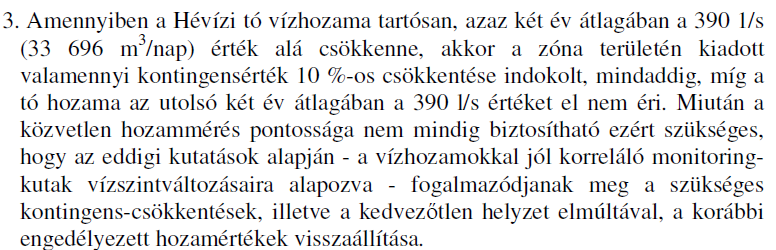 3. Amennyiben a Hévízi tó vízhozama tartósan, azaz két év átlagában a 390 l/s
(33 696 m³/nap) érték alá csökkenne, akkor a zóna területén kiadott
valamennyi kontingensérték 10 %-os csökkentése indokolt, mindaddig, míg a
tó hozama az utolsó két év átlagában a 390 l/s értéket el nem éri. Miután a
közvetlen hozammérés pontossága nem mindig biztosítható ezért szükséges,
hogy az eddigi kutatások alapján - a vízhozamokkal jól korreláló monitoring-
kutak vízszintváltozásaira alapozva - fogalmazódjanak meg a szükséges
kontingens-csökkentések, illetve a kedvezőtlen helyzet elmúltával, a korábbi
engedélyezett hozamértékek visszaállítása.